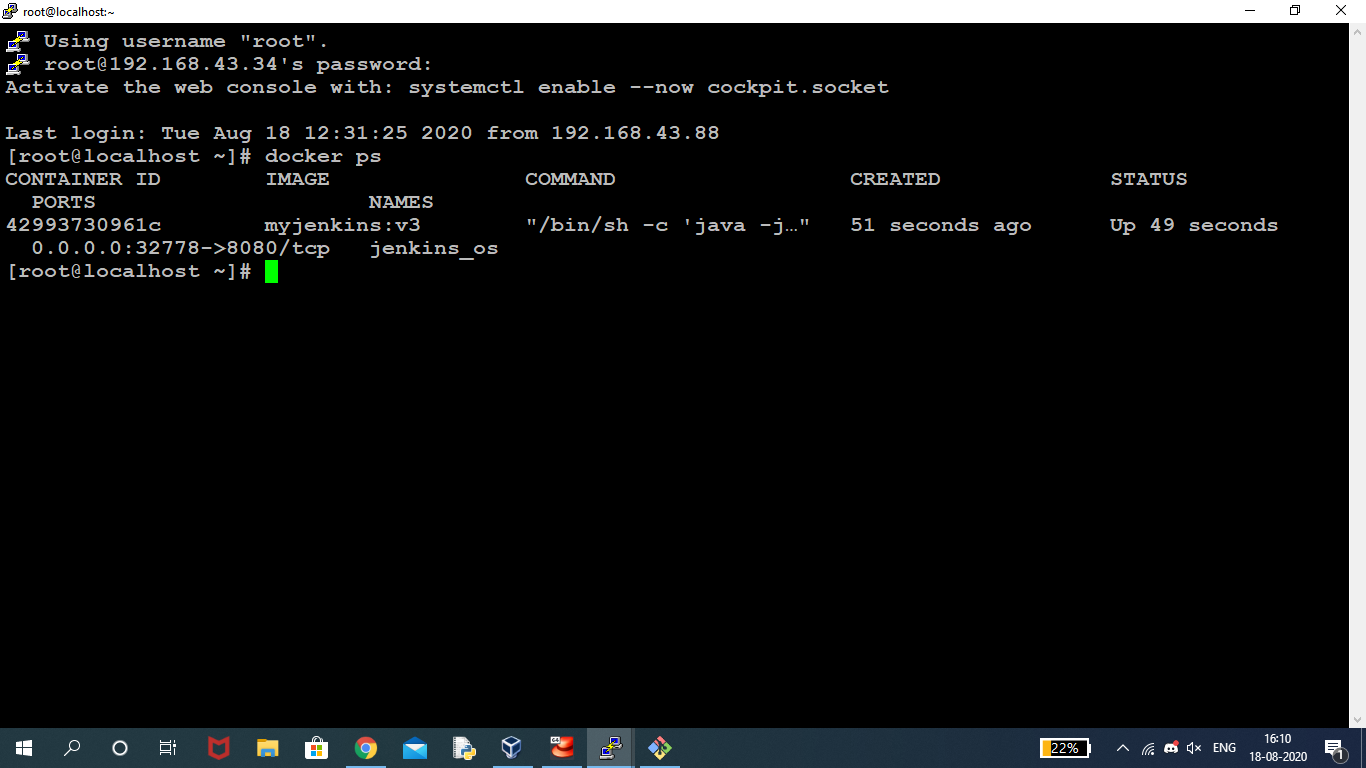 root@localhost:~
Using username "root".
root@192.168.43.34's password:
Activate the web console with: systemctl enable --now cockpit.socket
Last login: Tue Aug 18 12:31:25 2020 from 192.168.43.88
[root@localhost ~]# docker ps
CONTAINER ID        IMAGE               COMMAND                  CREATED             STATUS
  PORTS                     NAMES
42993730961c        myjenkins:v3        "/bin/sh -c 'java -j…"   51 seconds ago      Up 49 seconds
  0.0.0.0:32778->8080/tcp   jenkins_os
[root@localhost ~]#
22%
ENG
16:10
18-08-2020
1
64